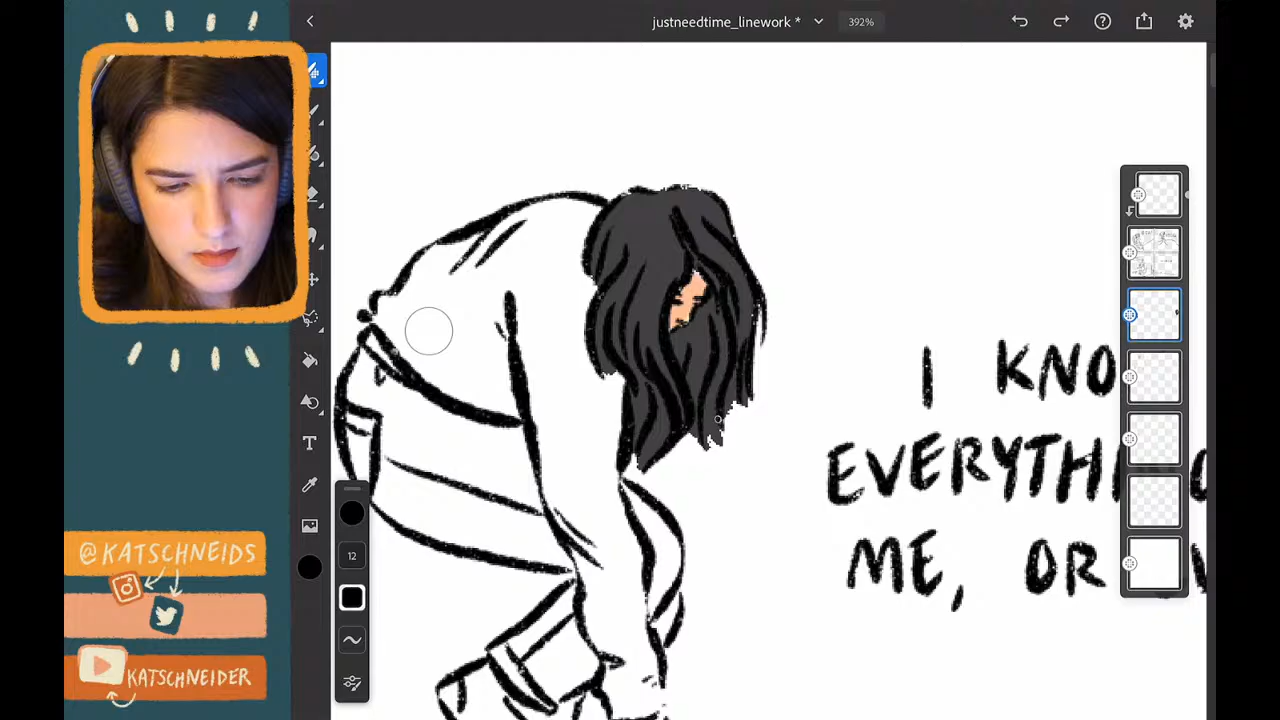 justneedtime_linework *
392%
T
12
I KNO
EVERYTHI
ME, OR
@KATSCHNEIDS
KATSCHNEIDER